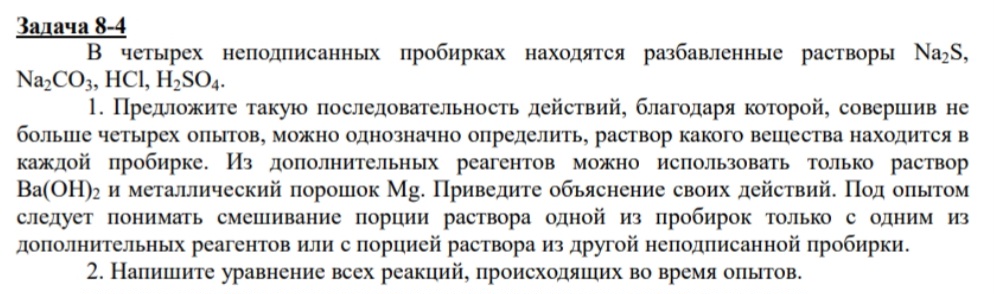 Задача 8-4
В четырех неподписанных пробирках находятся разбавленные растворы Na₂S,
Na₂CO₃, HCl, H₂SO₄.
1. Предложите такую последовательность действий, благодаря которой, совершив не
больше четырех опытов, можно однозначно определить, раствор какого вещества находится в
каждой пробирке. Из дополнительных реагентов можно использовать только раствор
Ba(OH)₂ и металлический порошок Mg. Приведите объяснение своих действий. Под опытом
следует понимать смешивание порции раствора одной из пробирок только с одним из
дополнительных реагентов или с порцией раствора из другой неподписанной пробирки.
2. Напишите уравнение всех реакций, происходящих во время опытов.